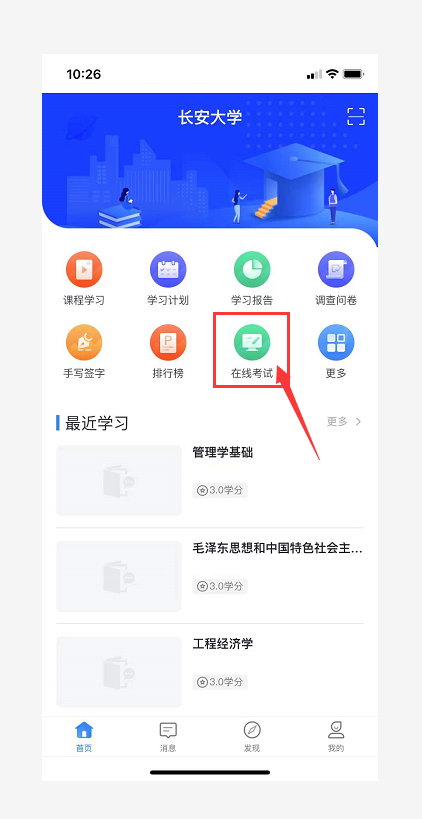 10:26
长安大学
课程学习 学习计划 学习报告 调查问卷
手写签字 排行榜 在线考试 更多
最近学习 更多
管理学基础
3.0学分
毛泽东思想和中国特色社会主...
3.0学分
工程经济学
3.0学分
首页 消息 发现 我的